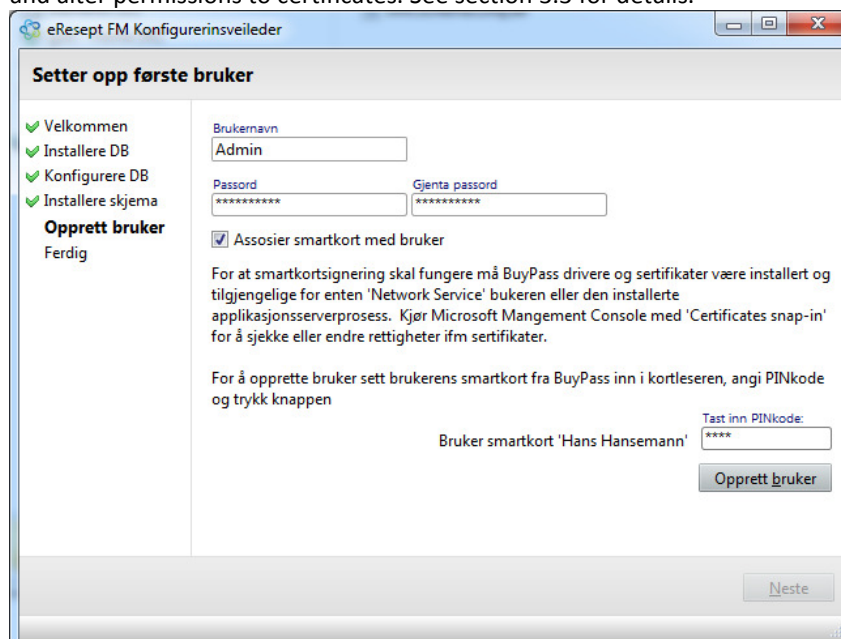 and alter permissions to certificates. See section 3.3 for details.
eResept FM Konfigurerinsveileder
Setter opp første bruker
Velkommen
Installere DB
Konfigurere DB
Installere skjema
Opprett bruker
Ferdig
Brukernavn
Admin
Passord
Gjenta passord
**********
**********
Assosier smartkort med bruker
For at smartkortsignering skal fungere må BuyPass drivere og sertifikater være installert og
tilgjengelige for enten 'Network Service' bukeren eller den installerte
applikasjonsserverprosess. Kjør Microsoft Mangement Console med 'Certificates snap-in'
for å sjekke eller endre rettigheter ifm sertifikater.
For å opprette bruker sett brukerens smartkort fra BuyPass inn i kortleseren, angi PINkode
og trykk knappen
Tast inn PINkode:
Bruker smartkort 'Hans Hansemann'
****
Opprett bruker
Neste